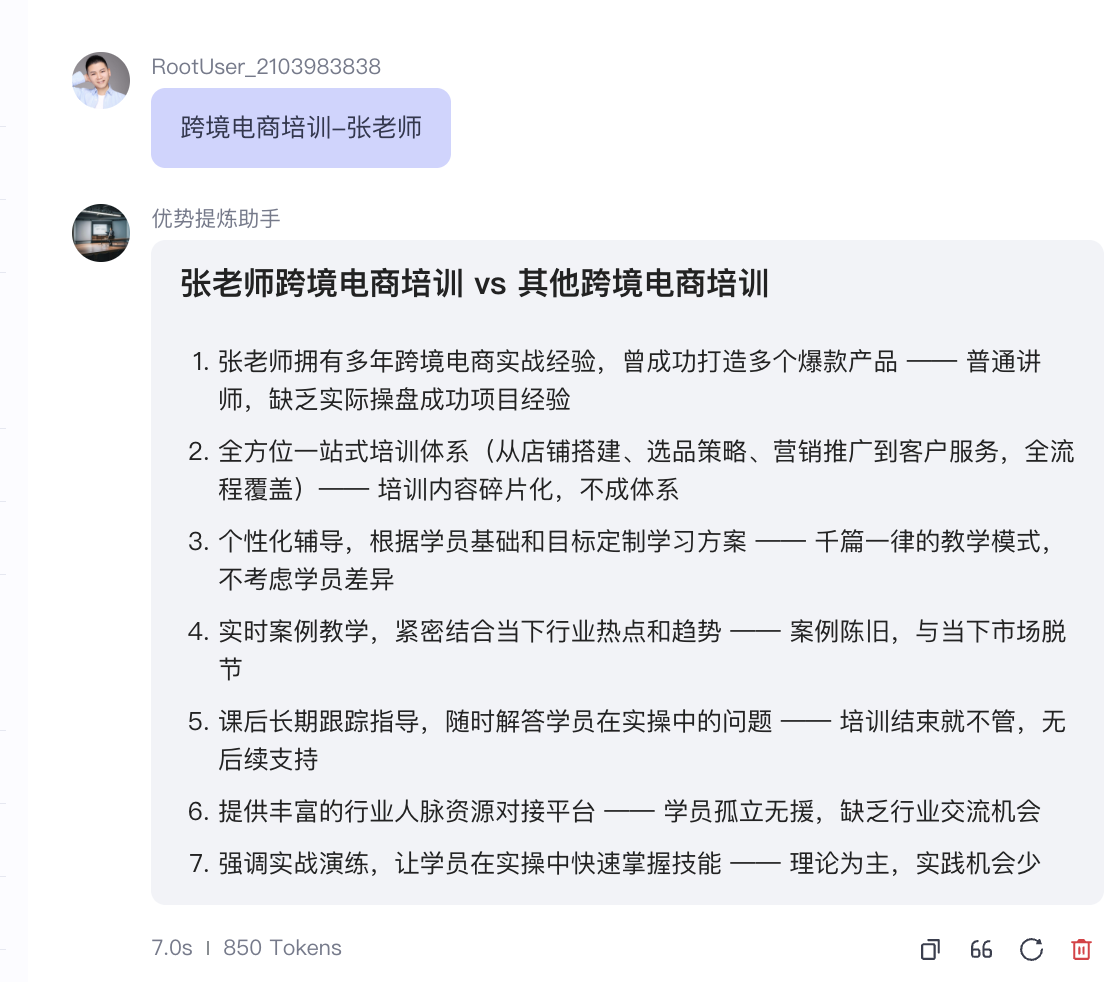 RootUser_2103983838
跨境电商培训–张老师
优势提炼助手
张老师跨境电商培训 vs 其他跨境电商培训
1. 张老师拥有多年跨境电商实战经验，曾成功打造多个爆款产品 —— 普通讲
师，缺乏实际操盘成功项目经验
2. 全方位一站式培训体系（从店铺搭建、选品策略、营销推广到客户服务，全流
程覆盖）—— 培训内容碎片化，不成体系
3. 个性化辅导，根据学员基础和目标定制学习方案 —— 千篇一律的教学模式，
不考虑学员差异
4. 实时案例教学，紧密结合当下行业热点和趋势 —— 案例陈旧，与当下市场脱
节
5. 课后长期跟踪指导，随时解答学员在实操中的问题 —— 培训结束就不管，无
后续支持
6. 提供丰富的行业人脉资源对接平台 —— 学员孤立无援，缺乏行业交流机会
7. 强调实战演练，让学员在实操中快速掌握技能 —— 理论为主，实践机会少
7.0s | 850 Tokens